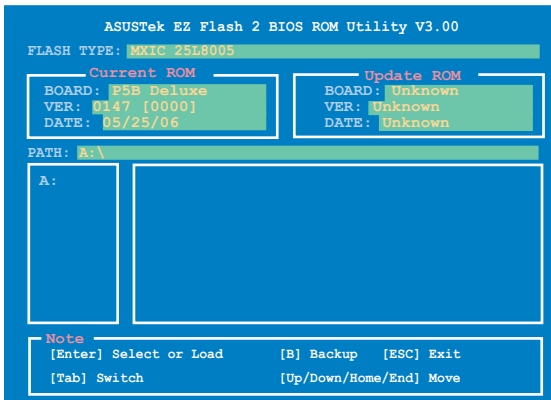 ASUSTek EZ Flash 2 BIOS ROM Utility V3.00
FLASH TYPE: MXIC 25L8005
Current ROM
BOARD: P5B Deluxe
VER: 0147 [0000]
DATE: 05/25/06
Update ROM
BOARD: Unknown
VER: Unknown
DATE: Unknown
PATH: A:\
A:
Note
[Enter] Select or Load [B] Backup [ESC] Exit
[Tab] Switch [Up/Down/Home/End] Move